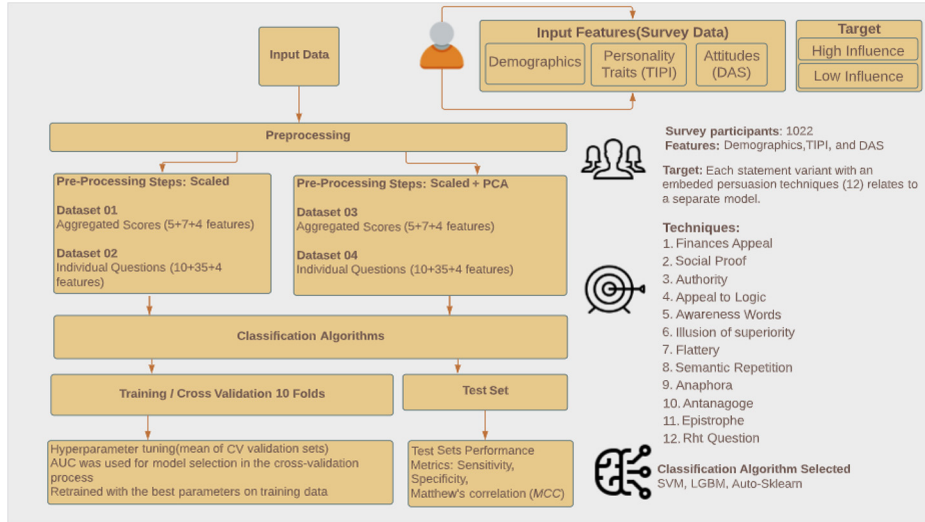 Input Data
Input Features(Survey Data)
Demographics
Personality
Traits (TIPI)
Attitudes
(DAS)
Target
High Influence
Low Influence
Preprocessing
Pre-Processing Steps: Scaled
Dataset 01
Aggregated Scores (5+7+4 features)
Dataset 02
Individual Questions (10+35+4
features)
Pre-Processing Steps: Scaled + PCA
Dataset 03
Aggregated Scores (5+7+4 features)
Dataset 04
Individual Questions (10+35+4 features)
Classification Algorithms
Training / Cross Validation 10 Folds
Test Set
Hyperparameter tuning(mean of CV validation sets)
AUC was used for model selection in the cross-validation
process
Retrained with the best parameters on training data
Test Sets Performance
Metrics: Sensitivity,
Specificity,
Matthew's correlation (MCC)
Survey participants: 1022
Features: Demographics,TIPI, and DAS
Target: Each statement variant with an
embeded persuasion techniques (12) relates to
a separate model.
Techniques:
1. Finances Appeal
2. Social Proof
3. Authority
4. Appeal to Logic
5. Awareness Words
6. Illusion of superiority
7. Flattery
8. Semantic Repetition
9. Anaphora
10. Antanagoge
11. Epistrophe
12. Rht Question
Classification Algorithm Selected
SVM, LGBM, Auto-Sklearn